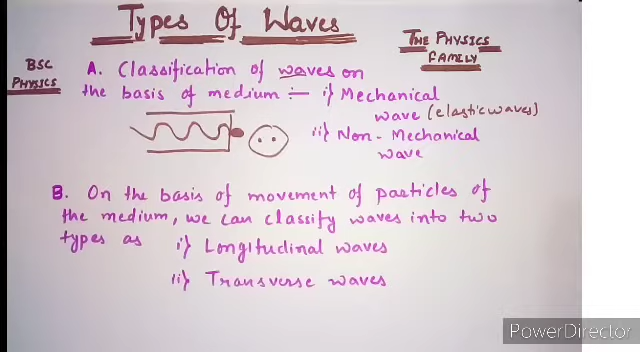 Types Of Waves
THE PHYSICS
FAMELY
BSC
PHYSICS
A. Classification of waves on
the basis of medium :- i} Mechanical
wave (elastic waves)
ii} Non-Mechanical
wave
B. On the basis of movement of particles of
the medium, we can classify waves into two
types as i} Longitudinal waves
ii} Transverse waves
PowerDirector